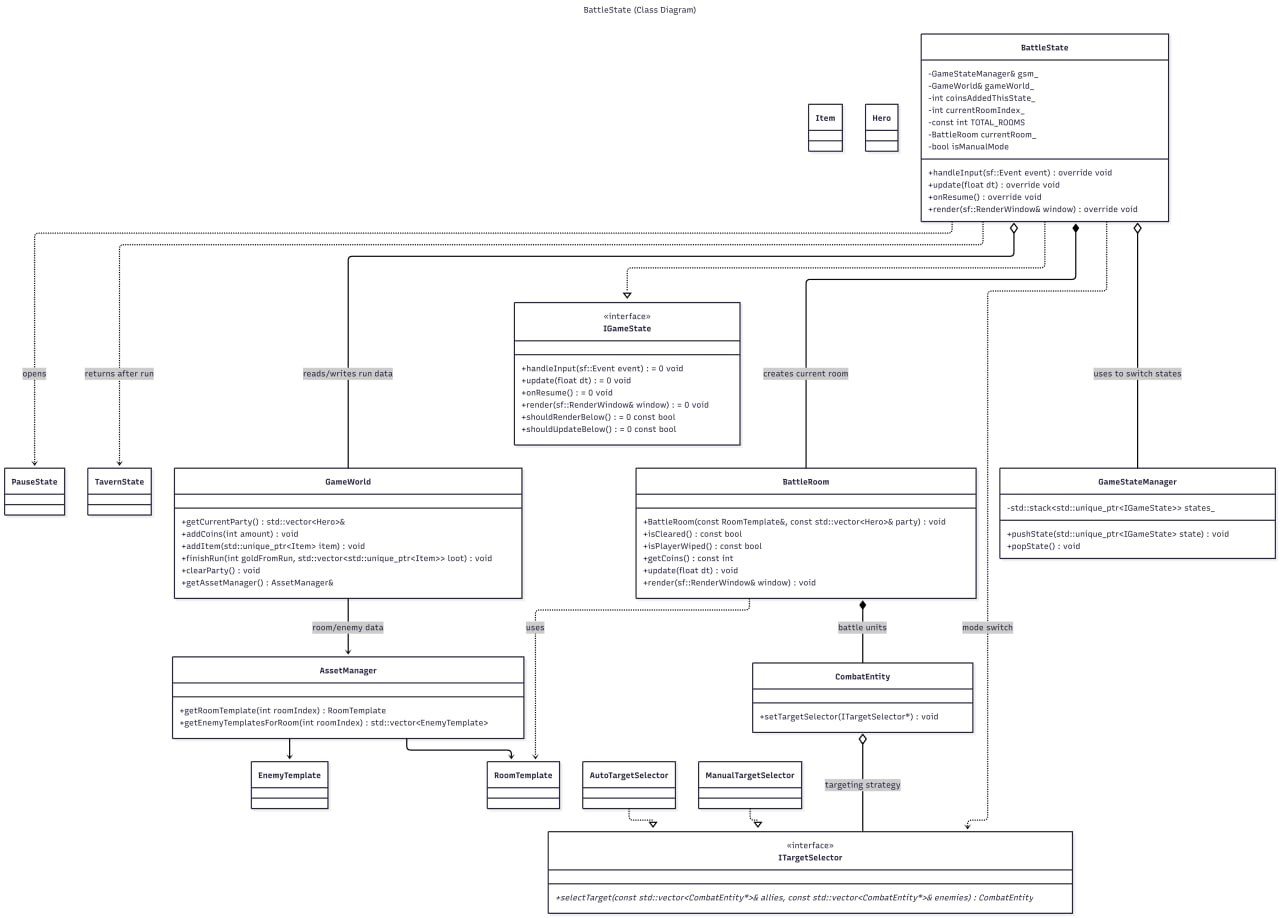 BattleState (Class Diagram)
BattleState
-GameStateManager& gsm_
-GameWorld& gameWorld_
-int coinsAddedThisState_
-int currentRoomIndex_
-const int TOTAL_ROOMS
-BattleRoom currentRoom_
-bool isManualMode
+handleInput(sf::Event event) : override void
+update(float dt) : override void
+onResume() : override void
+render(sf::RenderWindow& window) : override void
Item
Hero
«interface»
IGameState
+handleInput(sf::Event event) : = 0 void
+update(float dt) : = 0 void
+onResume() : = 0 void
+render(sf::RenderWindow& window) : = 0 void
+shouldRenderBelow() : = 0 const bool
+shouldUpdateBelow() : = 0 const bool
opens
returns after run
reads/writes run data
creates current room
uses to switch states
PauseState
TavernState
GameWorld
+getCurrentParty() : std::vector<Hero>&
+addCoins(int amount) : void
+addItem(std::unique_ptr<Item> item) : void
+finishRun(int goldFromRun, std::vector<std::unique_ptr<Item>> loot) : void
+clearParty() : void
+getAssetManager() : AssetManager&
BattleRoom
+BattleRoom(const RoomTemplate&, const std::vector<Hero>& party) : void
+isCleared() : const bool
+isPlayerWiped() : const bool
+getCoins() : const int
+update(float dt) : void
+render(sf::RenderWindow& window) : void
GameStateManager
-std::stack<std::unique_ptr<IGameState>> states_
+pushState(std::unique_ptr<IGameState> state) : void
+popState() : void
room/enemy data
uses
battle units
mode switch
AssetManager
+getRoomTemplate(int roomIndex) : RoomTemplate
+getEnemyTemplatesForRoom(int roomIndex) : std::vector<EnemyTemplate>
CombatEntity
+setTargetSelector(ITargetSelector*) : void
EnemyTemplate
RoomTemplate
AutoTargetSelector
ManualTargetSelector
targeting strategy
«interface»
ITargetSelector
+selectTarget(const std::vector<CombatEntity*>& allies, const std::vector<CombatEntity*>& enemies) : CombatEntity